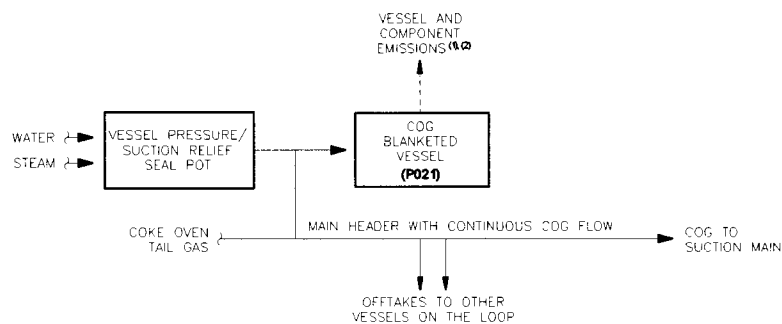 VESSEL AND
COMPONENT
EMISSIONS (1), (2)
WATER
STEAM
VESSEL PRESSURE/
SUCTION RELIEF
SEAL POT
COG
BLANKETED
VESSEL
(P021)
COKE OVEN
TAIL GAS
MAIN HEADER WITH CONTINUOUS COG FLOW
COG TO
SUCTION MAIN
OFFTAKES TO OTHER
VESSELS ON THE LOOP